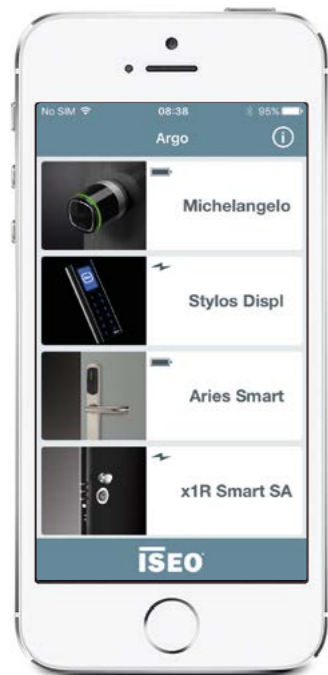 No SIM 08:38 95%
Argo
Michelangelo
Stylos Displ
Aries Smart
x1R Smart SA
ISEO